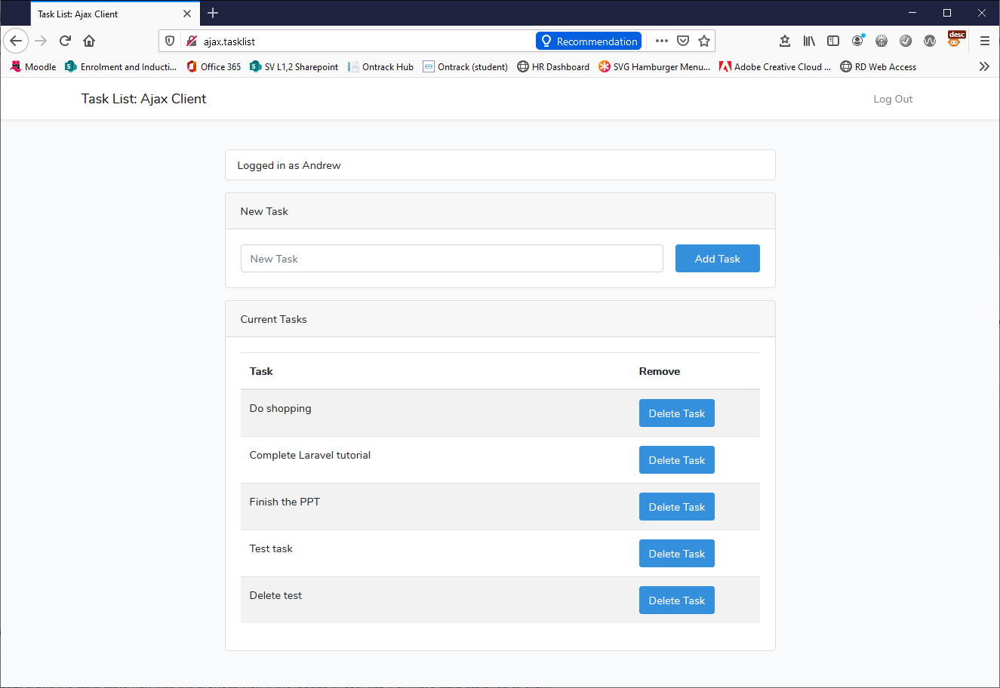 Task List: Ajax Client
ajax.tasklist
Recommendation
desc
Moodle
Enrolment and Inducti...
Office 365
SV L1,2 Sharepoint
Ontrack Hub
Ontrack (student)
HR Dashboard
SVG Hamburger Menu...
Adobe Creative Cloud ...
RD Web Access
Task List: Ajax Client
Log Out
Logged in as Andrew
New Task
New Task
Add Task
Current Tasks
Task
Remove
Do shopping
Delete Task
Complete Laravel tutorial
Delete Task
Finish the PPT
Delete Task
Test task
Delete Task
Delete test
Delete Task